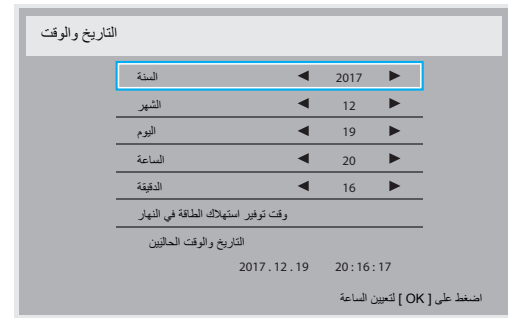 التاريخ والوقت
السنة ◀ 2017 ▶
الشهر ◀ 12 ▶
اليوم ◀ 19 ▶
الساعة ◀ 20 ▶
الدقيقة ◀ 16 ▶
وقت توفير استهلاك الطاقة في النهار
التاريخ والوقت الحاليين
2017 . 12 . 19 20 : 16 : 17
اضغط على [ OK ] لتعيين الساعة